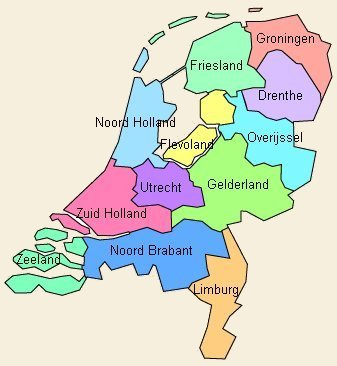 Groningen
Friesland
Drenthe
Noord Holland
Overijssel
Flevoland
Utrecht
Gelderland
Zuid Holland
Noord Brabant
Zeeland
Limburg